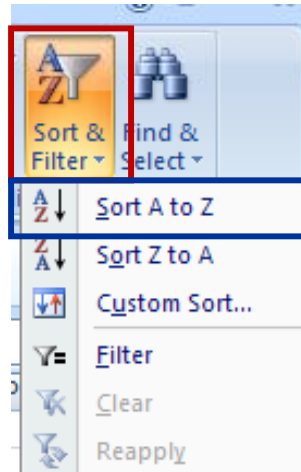 Sort & Find &
Filter Select
Sort A to Z
Sort Z to A
Custom Sort...
Filter
Clear
Reapply